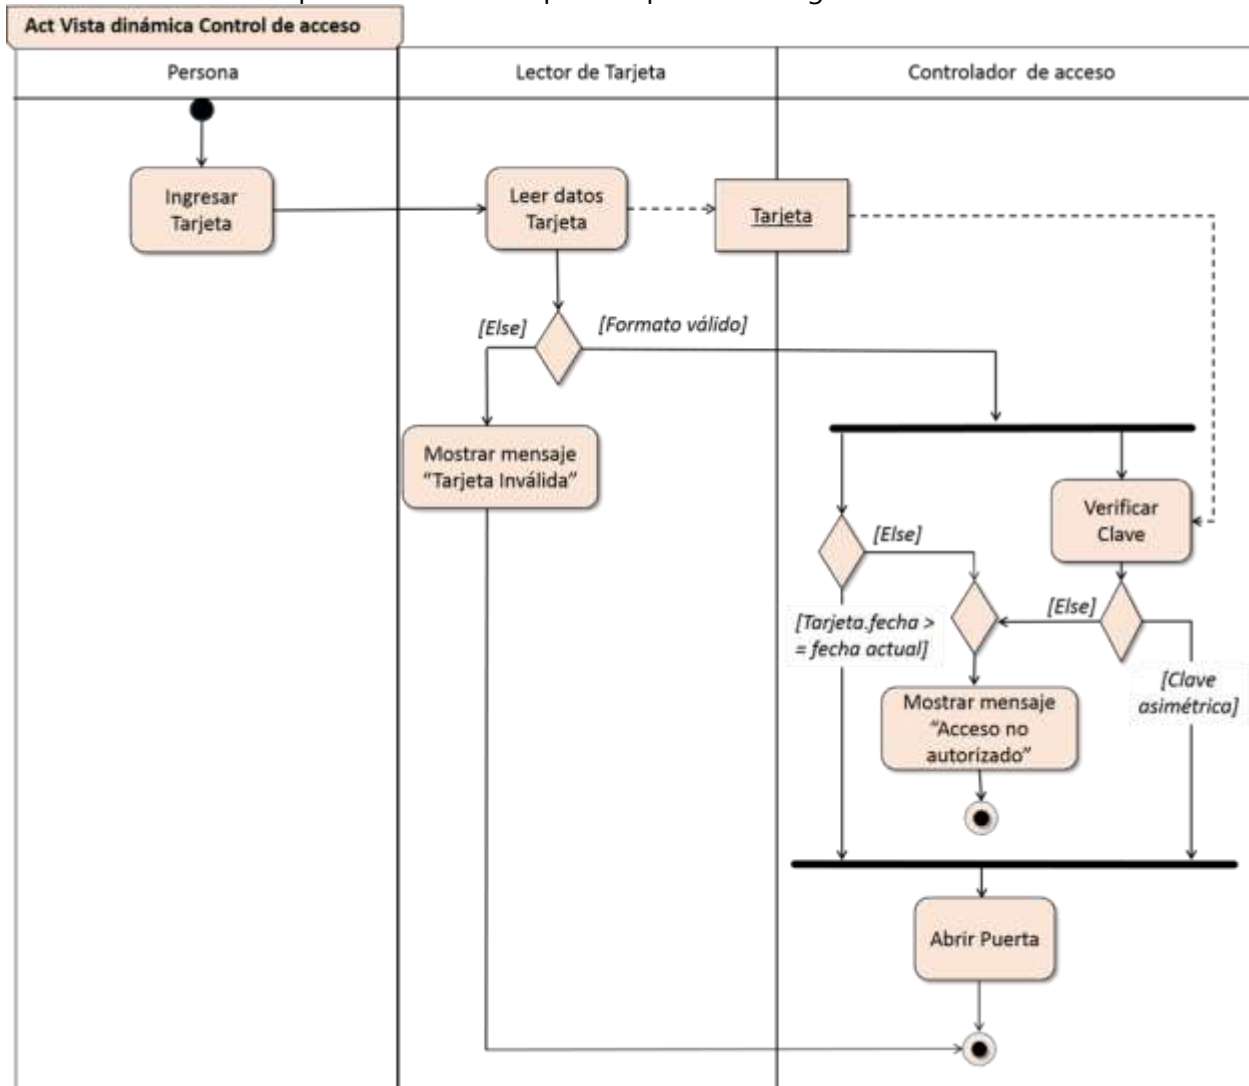 Act Vista dinámica Control de acceso
Persona
Lector de Tarjeta
Controlador de acceso
Ingresar
Tarjeta
Leer datos
Tarjeta
Tarjeta
[Else]
[Formato válido]
Mostrar mensaje
“Tarjeta Inválida”
Verificar
Clave
[Else]
[Else]
[Tarjeta.fecha >
= fecha actual]
[Clave
asimétrica]
Mostrar mensaje
“Acceso no
autorizado”
Abrir Puerta